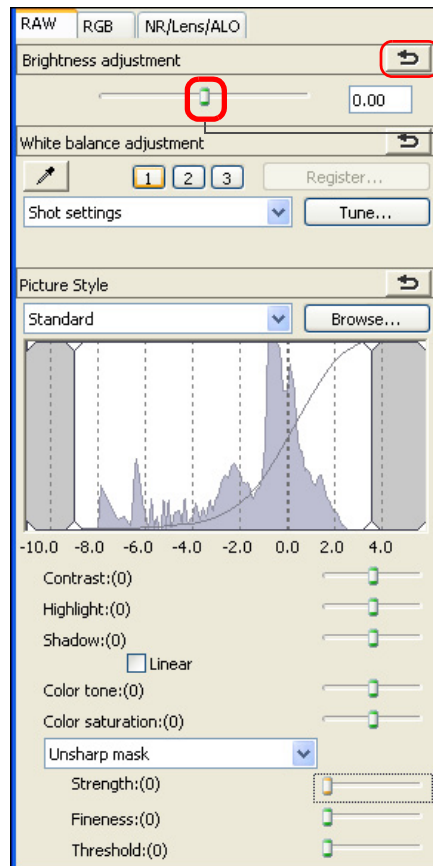 RAW RGB NR/Lens/ALO
Brightness adjustment
0.00
White balance adjustment
1 2 3 Register...
Shot settings Tune...
Picture Style
Standard Browse...
-10.0 -8.0 -6.0 -4.0 -2.0 0.0 2.0 4.0
Contrast:(0)
Highlight:(0)
Shadow:(0)
Linear
Color tone:(0)
Color saturation:(0)
Unsharp mask
Strength:(0)
Fineness:(0)
Threshold:(0)